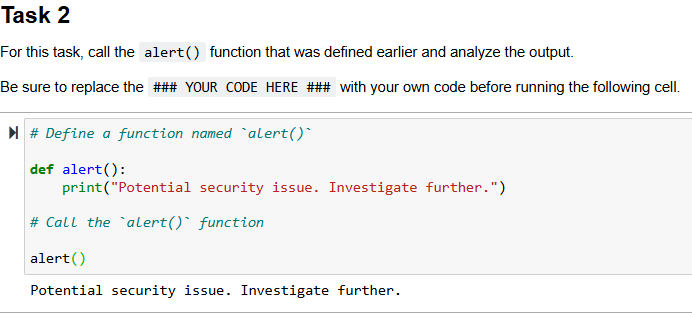 Task 2
For this task, call the alert() function that was defined earlier and analyze the output.
Be sure to replace the ### YOUR CODE HERE ### with your own code before running the following cell.
# Define a function named `alert()`
def alert():
    print("Potential security issue. Investigate further.")
# Call the `alert()` function
alert()
Potential security issue. Investigate further.